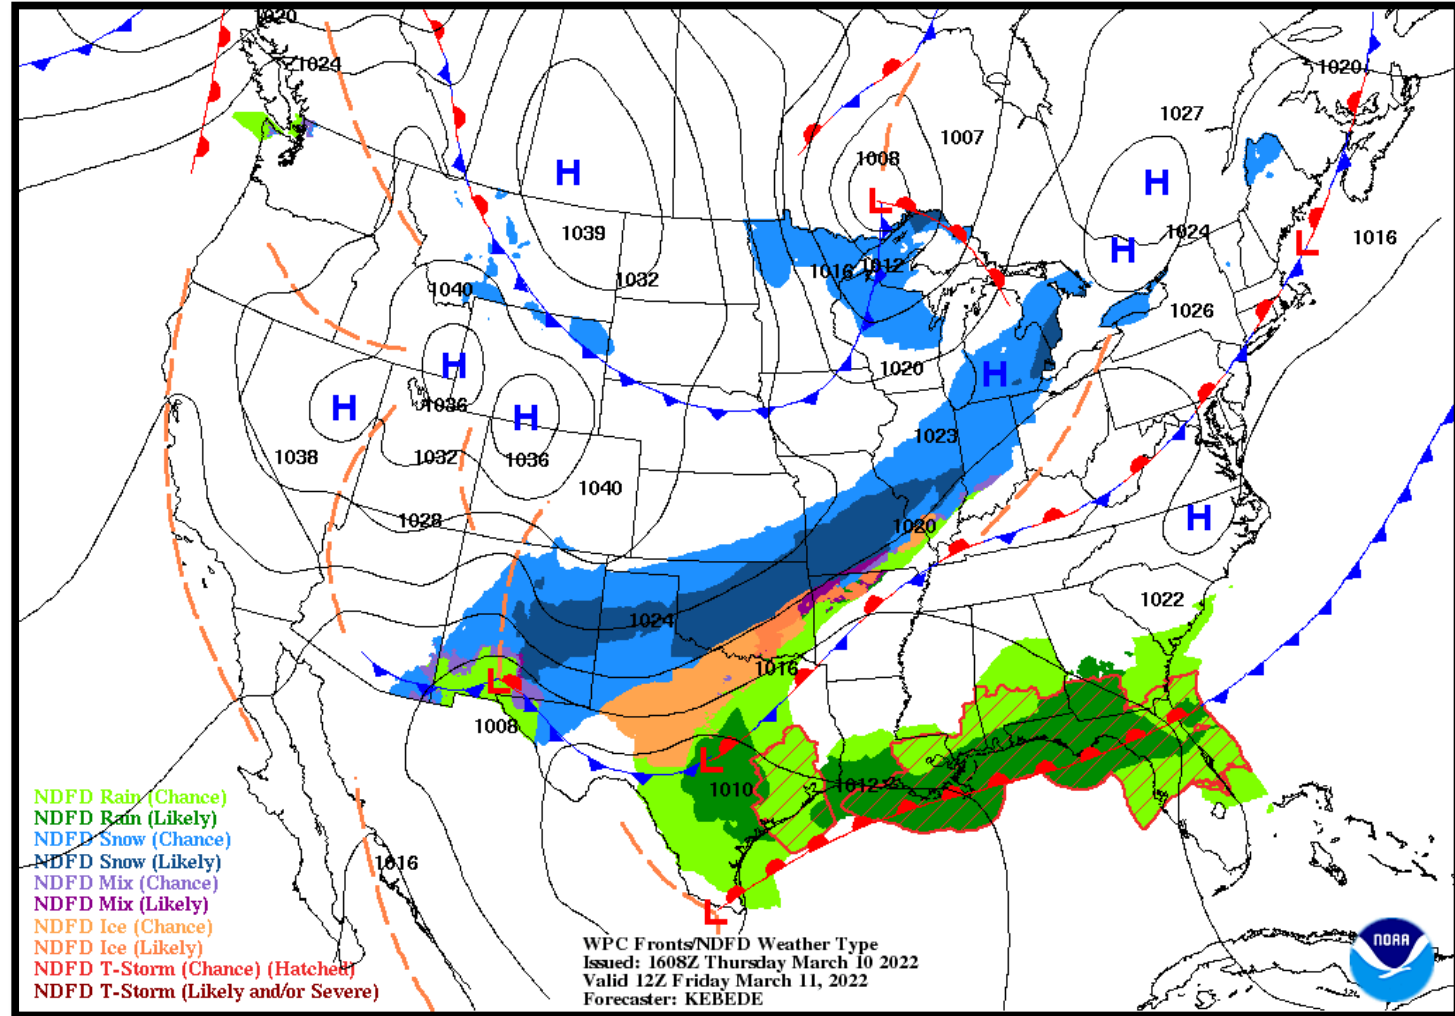 1020
1024
1020
1027
1007
1008
1024
1016
1039
1016
1012
1032
1040
1026
1020
1036
1023
1038
1032
1036
1040
1028
1020
1022
1024
1016
1008
1010
1012
1016
H
H
H
H
H
H
H
H
L
L
L
L
L
NDFD Rain (Chance)
NDFD Rain (Likely)
NDFD Snow (Chance)
NDFD Snow (Likely)
NDFD Mix (Chance)
NDFD Mix (Likely)
NDFD Ice (Chance)
NDFD Ice (Likely)
NDFD T-Storm (Chance) (Hatched)
NDFD T-Storm (Likely and/or Severe)
WPC Fronts/NDFD Weather Type
Issued: 1608Z Thursday March 10 2022
Valid 12Z Friday March 11, 2022
Forecaster: KEBEDE
NOAA